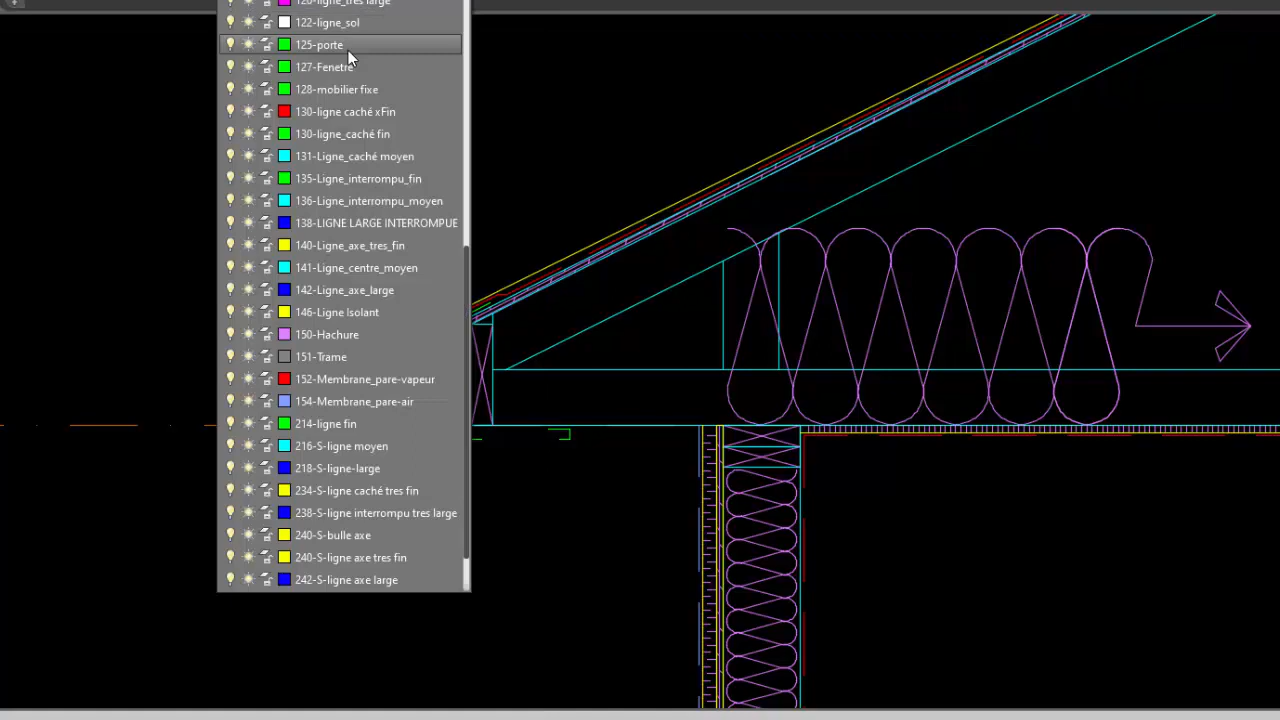 120-ligne_tres large
122-ligne_sol
125-porte
127-Fenetre
128-mobilier fixe
130-ligne caché xFin
130-ligne_caché fin
131-Ligne_caché moyen
135-Ligne_interrompu_fin
136-Ligne_interrompu_moyen
138-LIGNE LARGE INTERROMPUE
140-Ligne_axe_tres_fin
141-Ligne_centre_moyen
142-Ligne_axe_large
146-Ligne Isolant
150-Hachure
151-Trame
152-Membrane_pare-vapeur
154-Membrane_pare-air
214-ligne fin
216-S-ligne moyen
218-S-ligne-large
234-S-ligne caché tres fin
238-S-ligne interrompu tres large
240-S-bulle axe
240-S-ligne axe tres fin
242-S-ligne axe large